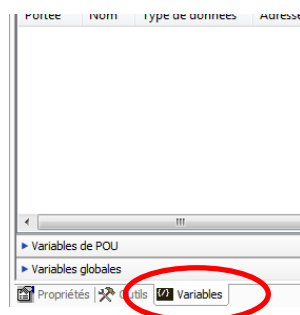 Portée Nom Type de données Adresse
Variables de POU
Variables globales
Propriétés Outils Variables